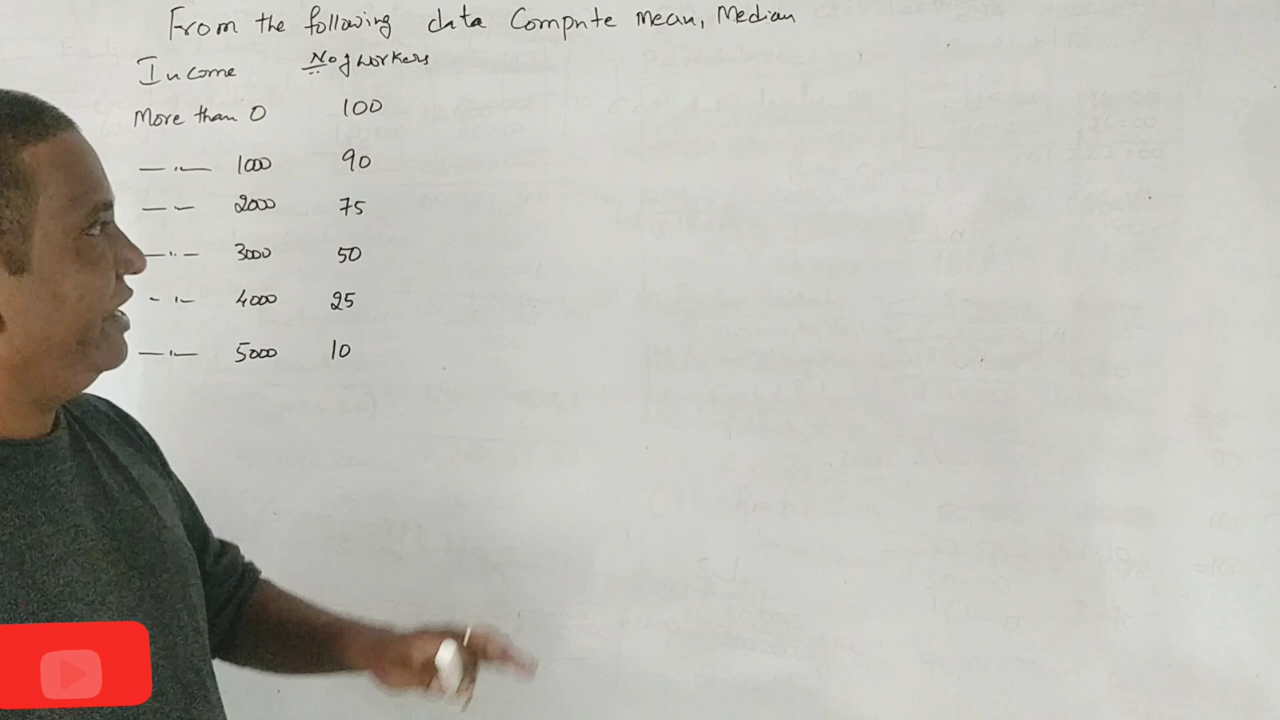 From the following data Compute Mean, Median
Income No of workers
More than 0 100
—"— 1000 90
— — 2000 75
—"— 3000 50
-"— 4000 25
—"— 5000 10